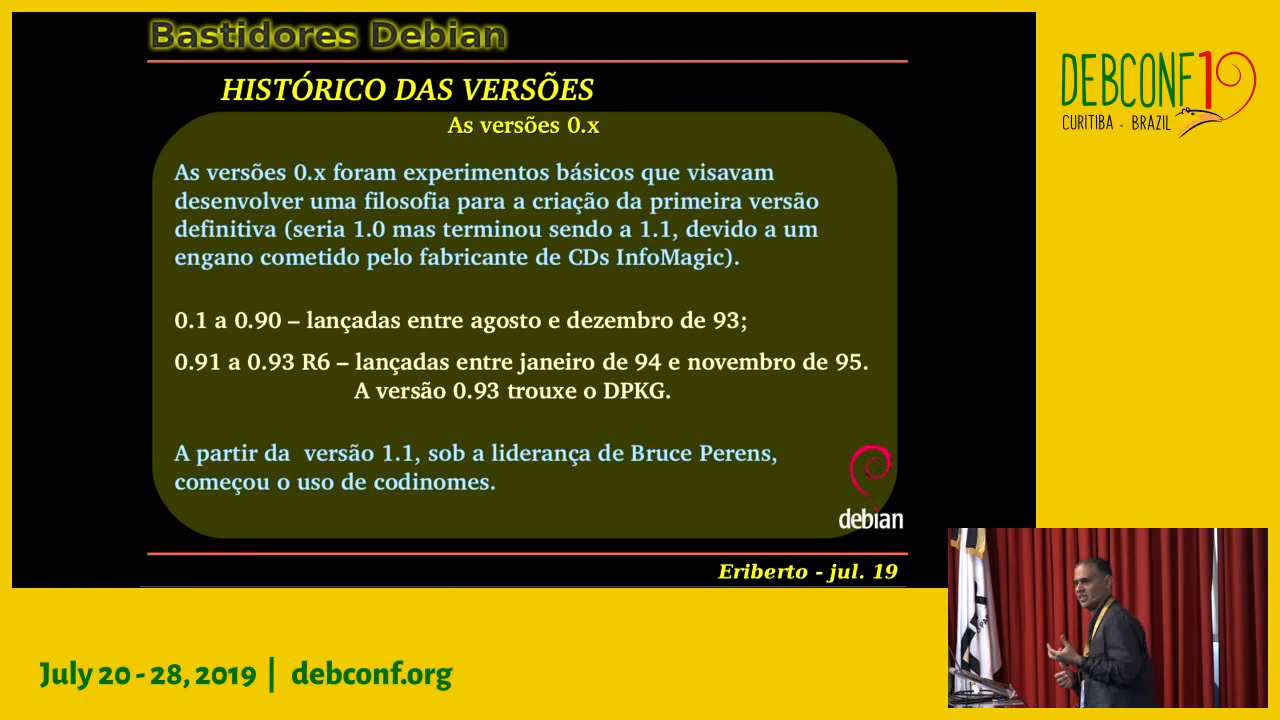 Bastidores Debian
HISTÓRICO DAS VERSÕES
As versões 0.x
As versões 0.x foram experimentos básicos que visavam
desenvolver uma filosofia para a criação da primeira versão
definitiva (seria 1.0 mas terminou sendo a 1.1, devido a um
engano cometido pelo fabricante de CDs InfoMagic).
0.1 a 0.90 – lançadas entre agosto e dezembro de 93;
0.91 a 0.93 R6 – lançadas entre janeiro de 94 e novembro de 95.
A versão 0.93 trouxe o DPKG.
A partir da  versão 1.1, sob a liderança de Bruce Perens,
começou o uso de codinomes.
debian
Eriberto - jul. 19
DEBCONF19
CURITIBA - BRAZIL
July 20 - 28, 2019 | debconf.org